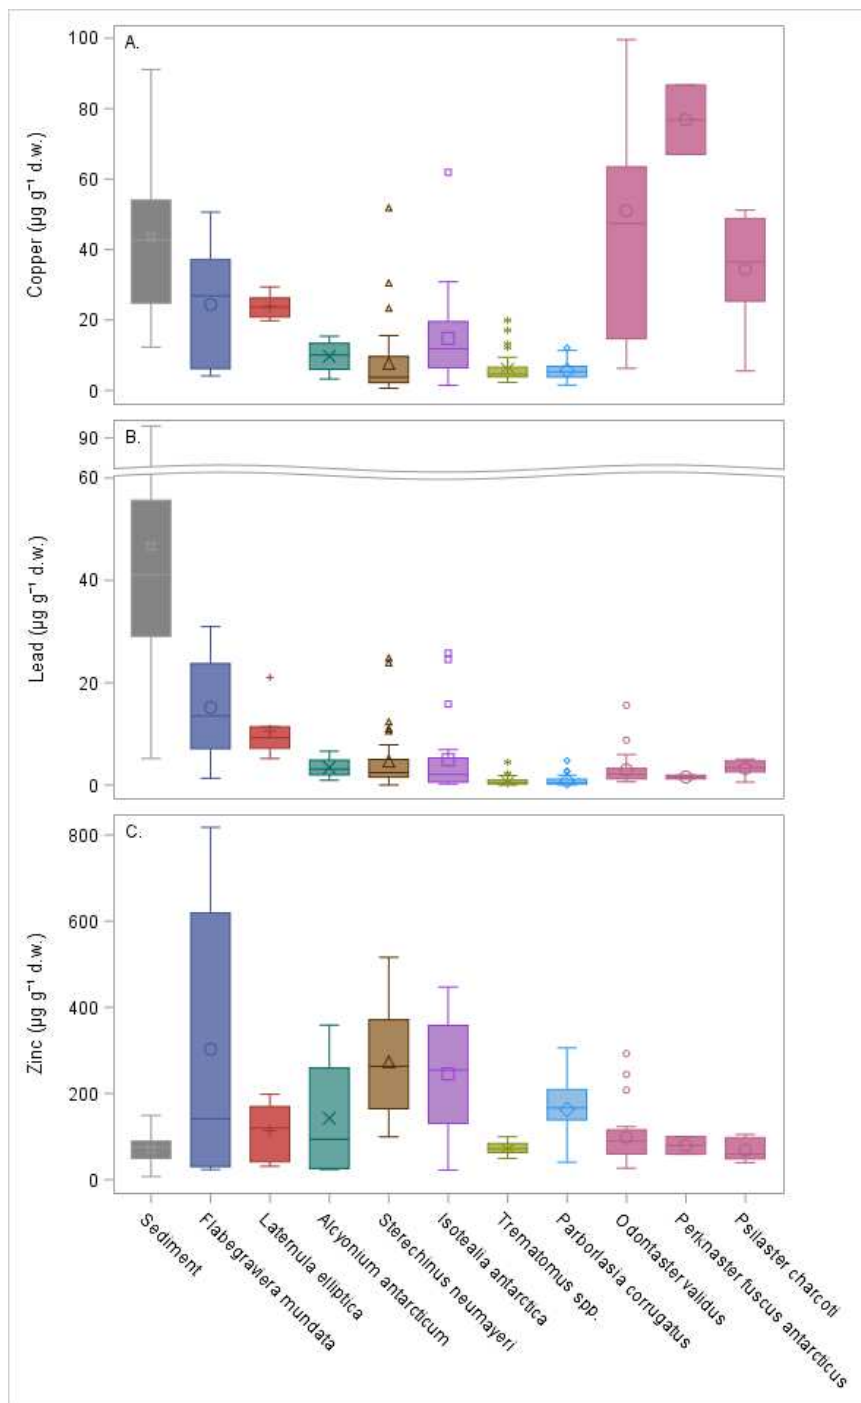 A.
100
80
60
40
20
0
Copper (µg g⁻¹ d.w.)
B.
90
60
40
20
0
Lead (µg g⁻¹ d.w.)
C.
800
600
400
200
0
Zinc (µg g⁻¹ d.w.)
Sediment
Flabegraviera mundata
Laternula elliptica
Alcyonium antarcticum
Sterechinus neumayeri
Isotealia antarctica
Trematomus spp.
Parborlasia corrugatus
Odontaster validus
Perknaster fuscus antarcticus
Psilaster charcoti